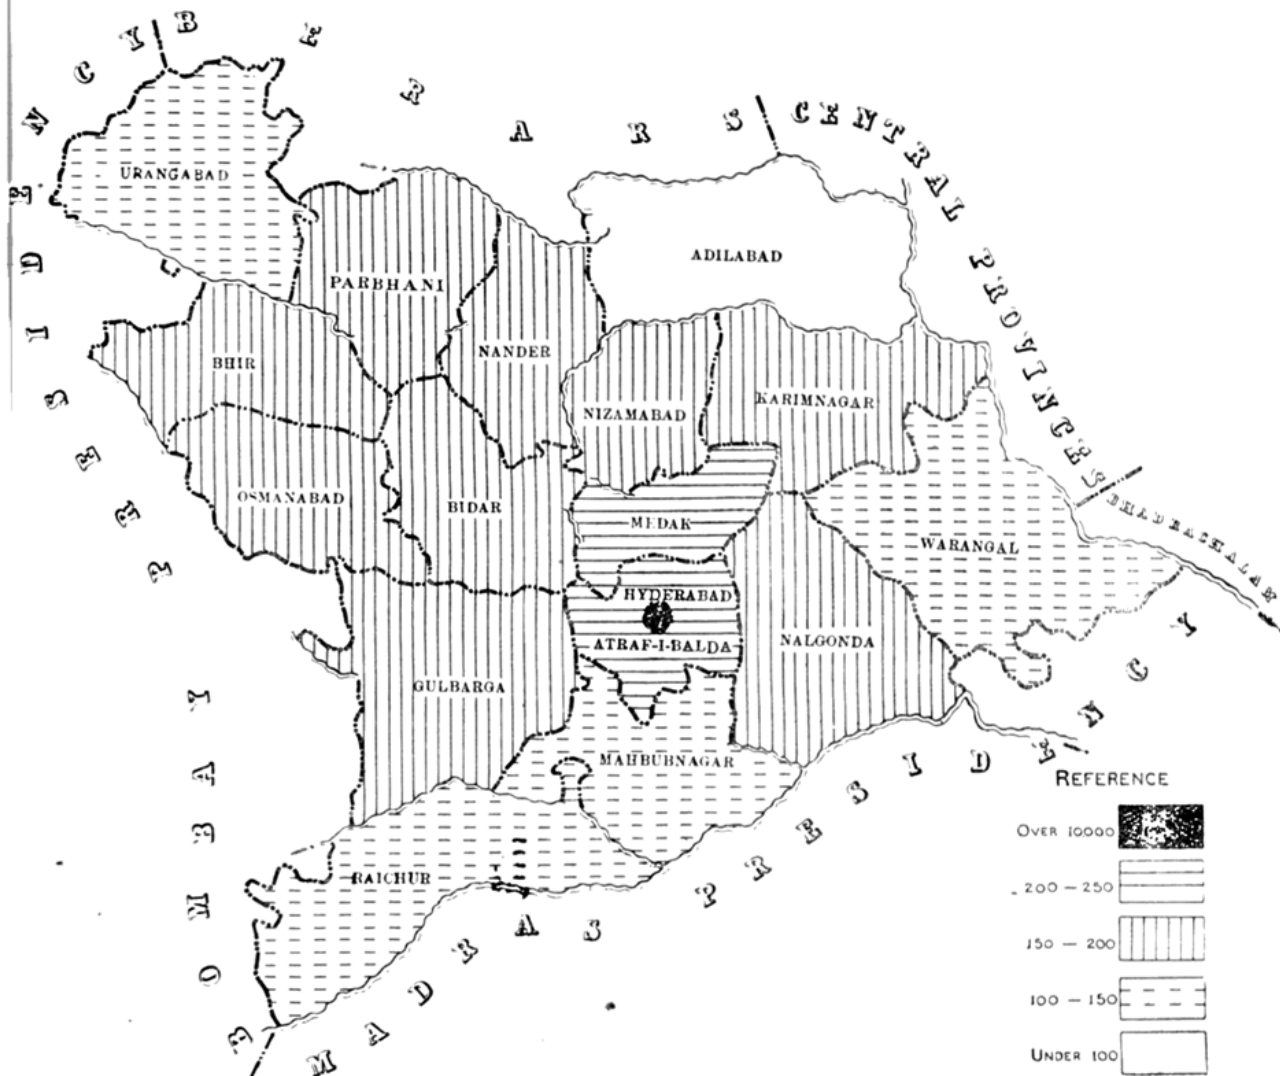 BERARS
CENTRAL PROVINCES
BOMBAY PRESIDENCY
URANGABAD
ADILABAD
PARBHANI
NANDER
BHIR
NIZAMABAD
KARIMNAGAR
OSMANABAD
BIDAR
MEDAK
WARANGAL
BHADRACHALAM
HYDERABAD
ATRAF-I-BALDA
NALGONDA
GULBARGA
MAHBUBNAGAR
RAICHUR
MADRAS PRESIDENCY
REFERENCE
OVER 10000
200 - 250
150 - 200
100 - 150
UNDER 100